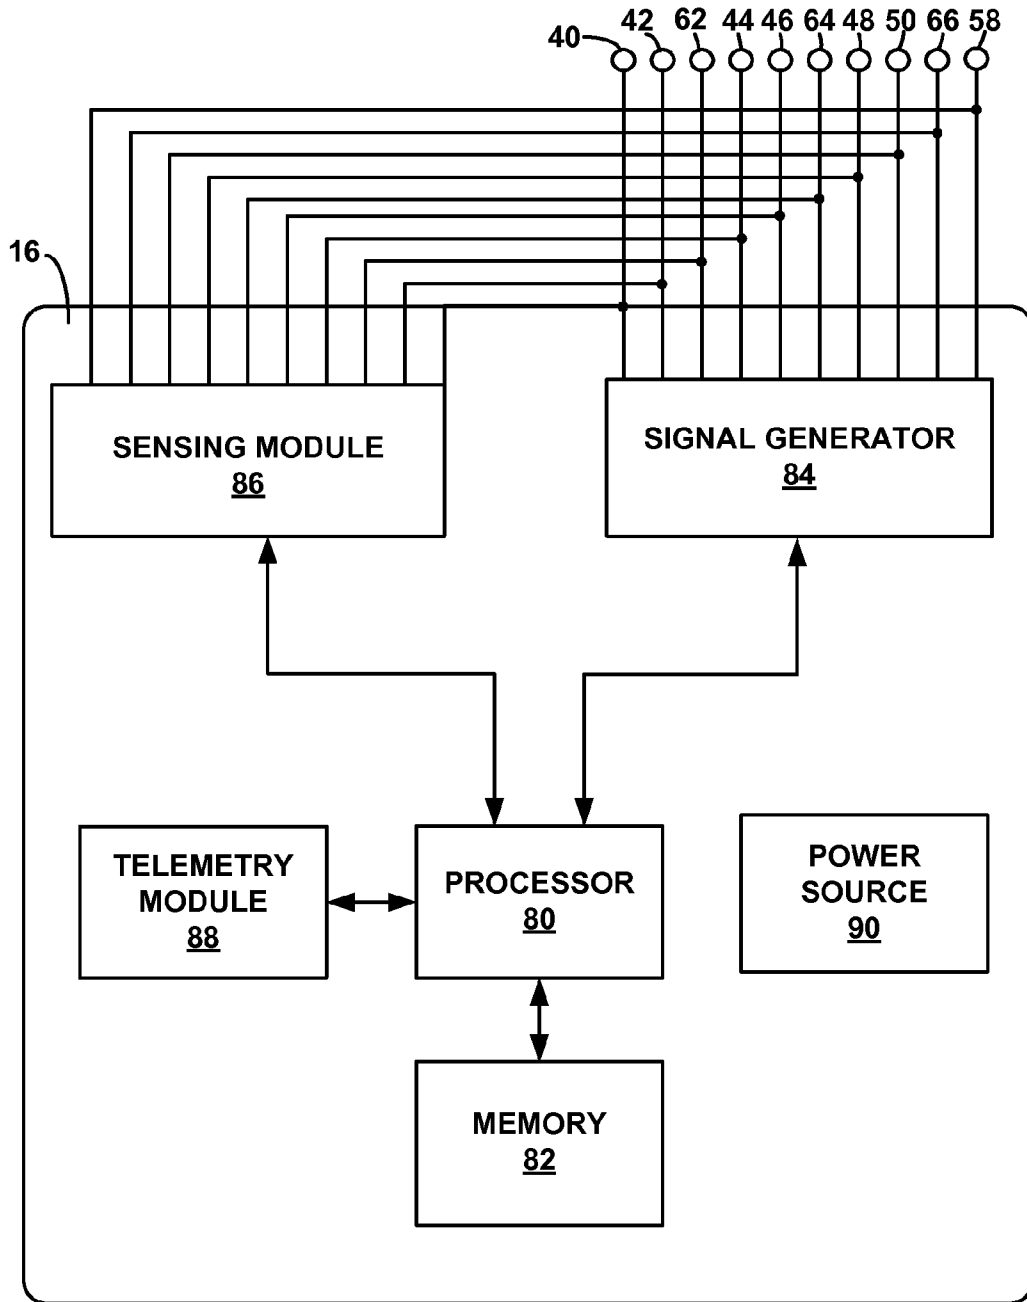 40 42 62 44 46 64 48 50 66 58
16
SENSING MODULE
86
SIGNAL GENERATOR
84
TELEMETRY
MODULE
88
PROCESSOR
80
POWER
SOURCE
90
MEMORY
82